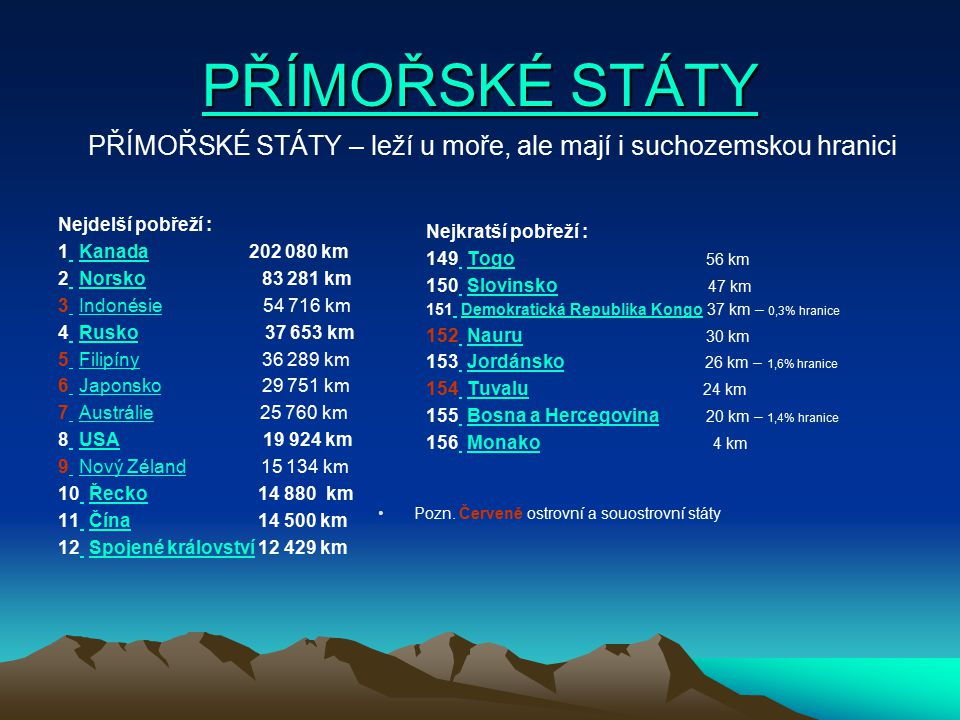 PŘÍMOŘSKÉ STÁTY
PŘÍMOŘSKÉ STÁTY – leží u moře, ale mají i suchozemskou hranici
Nejdelší pobřeží :
1 Kanada 202 080 km
2 Norsko 83 281 km
3 Indonésie 54 716 km
4 Rusko 37 653 km
5 Filipíny 36 289 km
6 Japonsko 29 751 km
7 Austrálie 25 760 km
8 USA 19 924 km
9 Nový Zéland 15 134 km
10 Řecko 14 880 km
11 Čína 14 500 km
12 Spojené království 12 429 km
Nejkratší pobřeží :
149 Togo 56 km
150 Slovinsko 47 km
151 Demokratická Republika Kongo 37 km – 0,3% hranice
152 Nauru 30 km
153 Jordánsko 26 km – 1,6% hranice
154 Tuvalu 24 km
155 Bosna a Hercegovina 20 km – 1,4% hranice
156 Monako 4 km
• Pozn. Červeně ostrovní a souostrovní státy